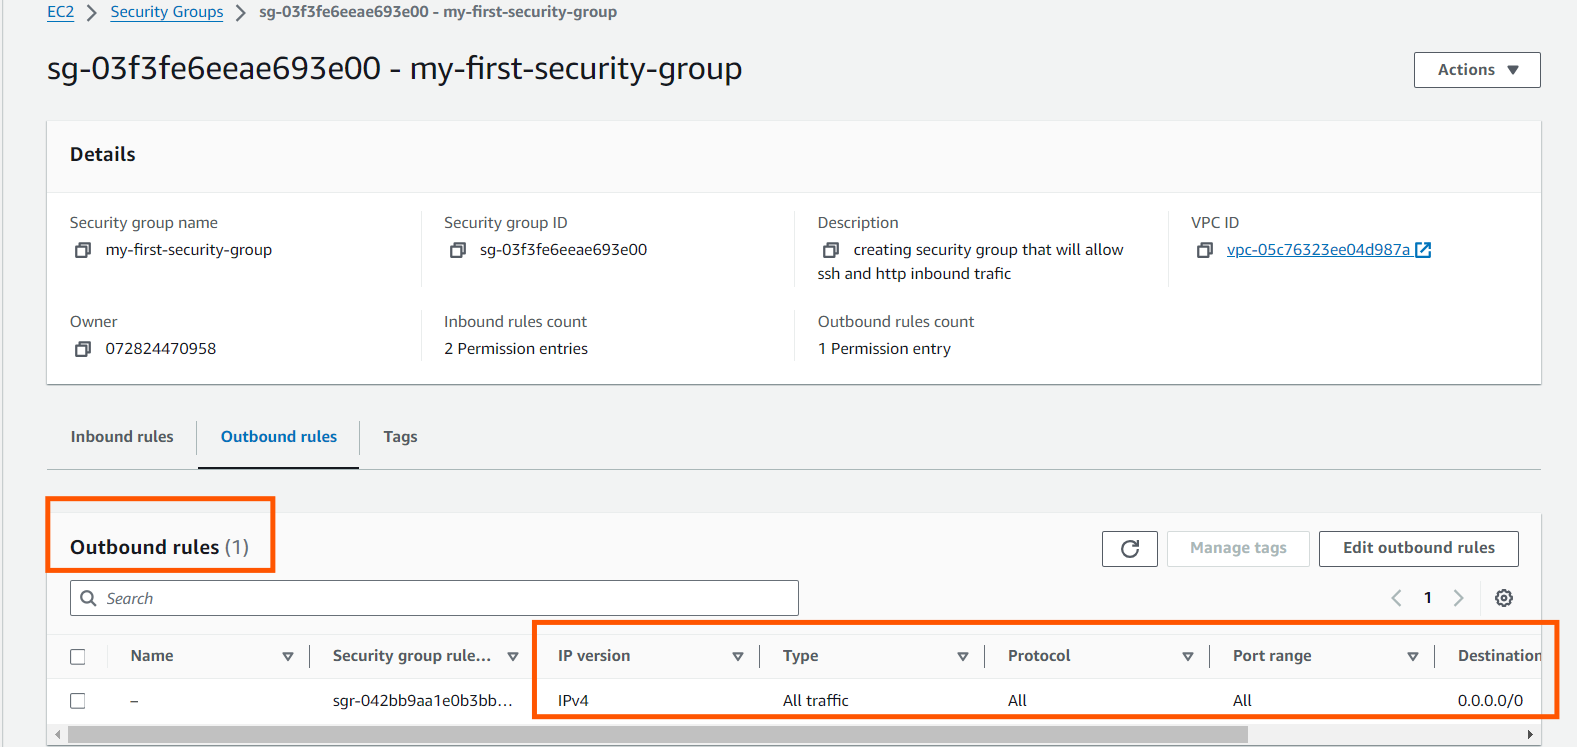 EC2 > Security Groups > sg-03f3fe6eeae693e00 - my-first-security-group
sg-03f3fe6eeae693e00 - my-first-security-group
Actions
Details
Security group name Security group ID Description VPC ID
my-first-security-group sg-03f3fe6eeae693e00 creating security group that will allow vpc-05c76323ee04d987a
ssh and http inbound trafic
Owner Inbound rules count Outbound rules count
072824470958 2 Permission entries 1 Permission entry
Inbound rules Outbound rules Tags
Outbound rules (1) Manage tags Edit outbound rules
Search 1
Name Security group rule... IP version Type Protocol Port range Destination
– sgr-042bb9aa1e0b3bb... IPv4 All traffic All All 0.0.0.0/0